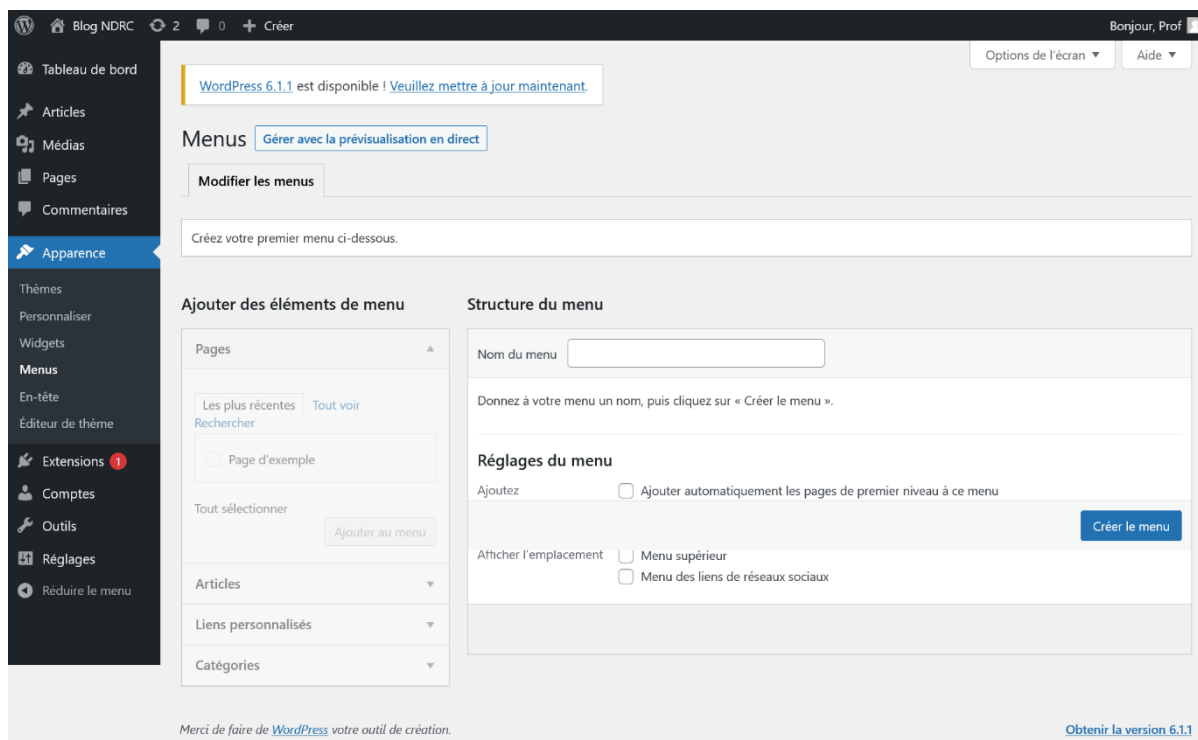 Blog NDRC 2 0 + Créer Bonjour, Prof
Options de l'écran ▼ Aide ▼
Tableau de bord
Articles
Médias
Pages
Commentaires
Apparence
Thèmes
Personnaliser
Widgets
Menus
En-tête
Éditeur de thème
Extensions 1
Comptes
Outils
Réglages
Réduire le menu
WordPress 6.1.1 est disponible ! Veuillez mettre à jour maintenant.
Menus Gérer avec la prévisualisation en direct
Modifier les menus
Créez votre premier menu ci-dessous.
Ajouter des éléments de menu
Pages
Les plus récentes Tout voir
Rechercher
Page d'exemple
Tout sélectionner
Ajouter au menu
Articles
Liens personnalisés
Catégories
Structure du menu
Nom du menu
Donnez à votre menu un nom, puis cliquez sur « Créer le menu ».
Réglages du menu
Ajoutez Ajouter automatiquement les pages de premier niveau à ce menu
Créer le menu
Afficher l'emplacement Menu supérieur
Menu des liens de réseaux sociaux
Merci de faire de WordPress votre outil de création. Obtenir la version 6.1.1